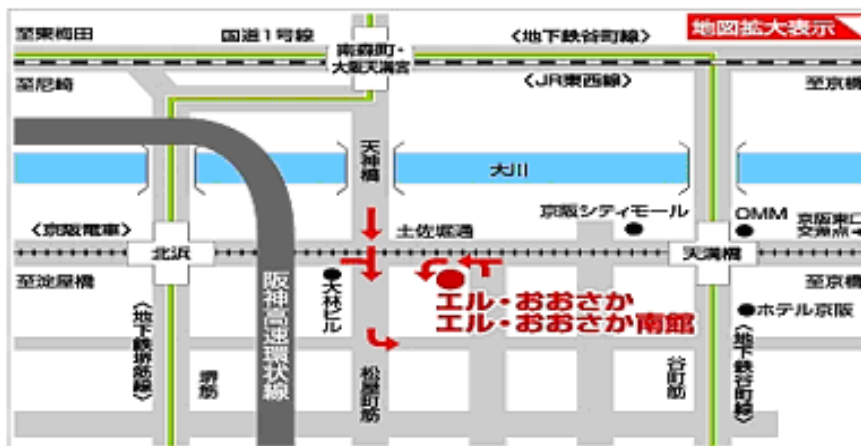 至東梅田
国道1号線
南森町・
大阪天満宮
〈地下鉄谷町線〉
地図拡大表示
至尼崎
〈JR東西線〉
至京橋
天神橋
大川
京阪シティモール
OMM
京阪東口
交差点
〈京阪電車〉
土佐堀通
北浜
天満橋
至淀屋橋
大林ビル
阪神高速環状線
エル・おおさか
エル・おおさか南館
至京橋
ホテル京阪
〈地下鉄堺筋線〉
堺筋
松屋町筋
谷町筋
〈地下鉄谷町線〉